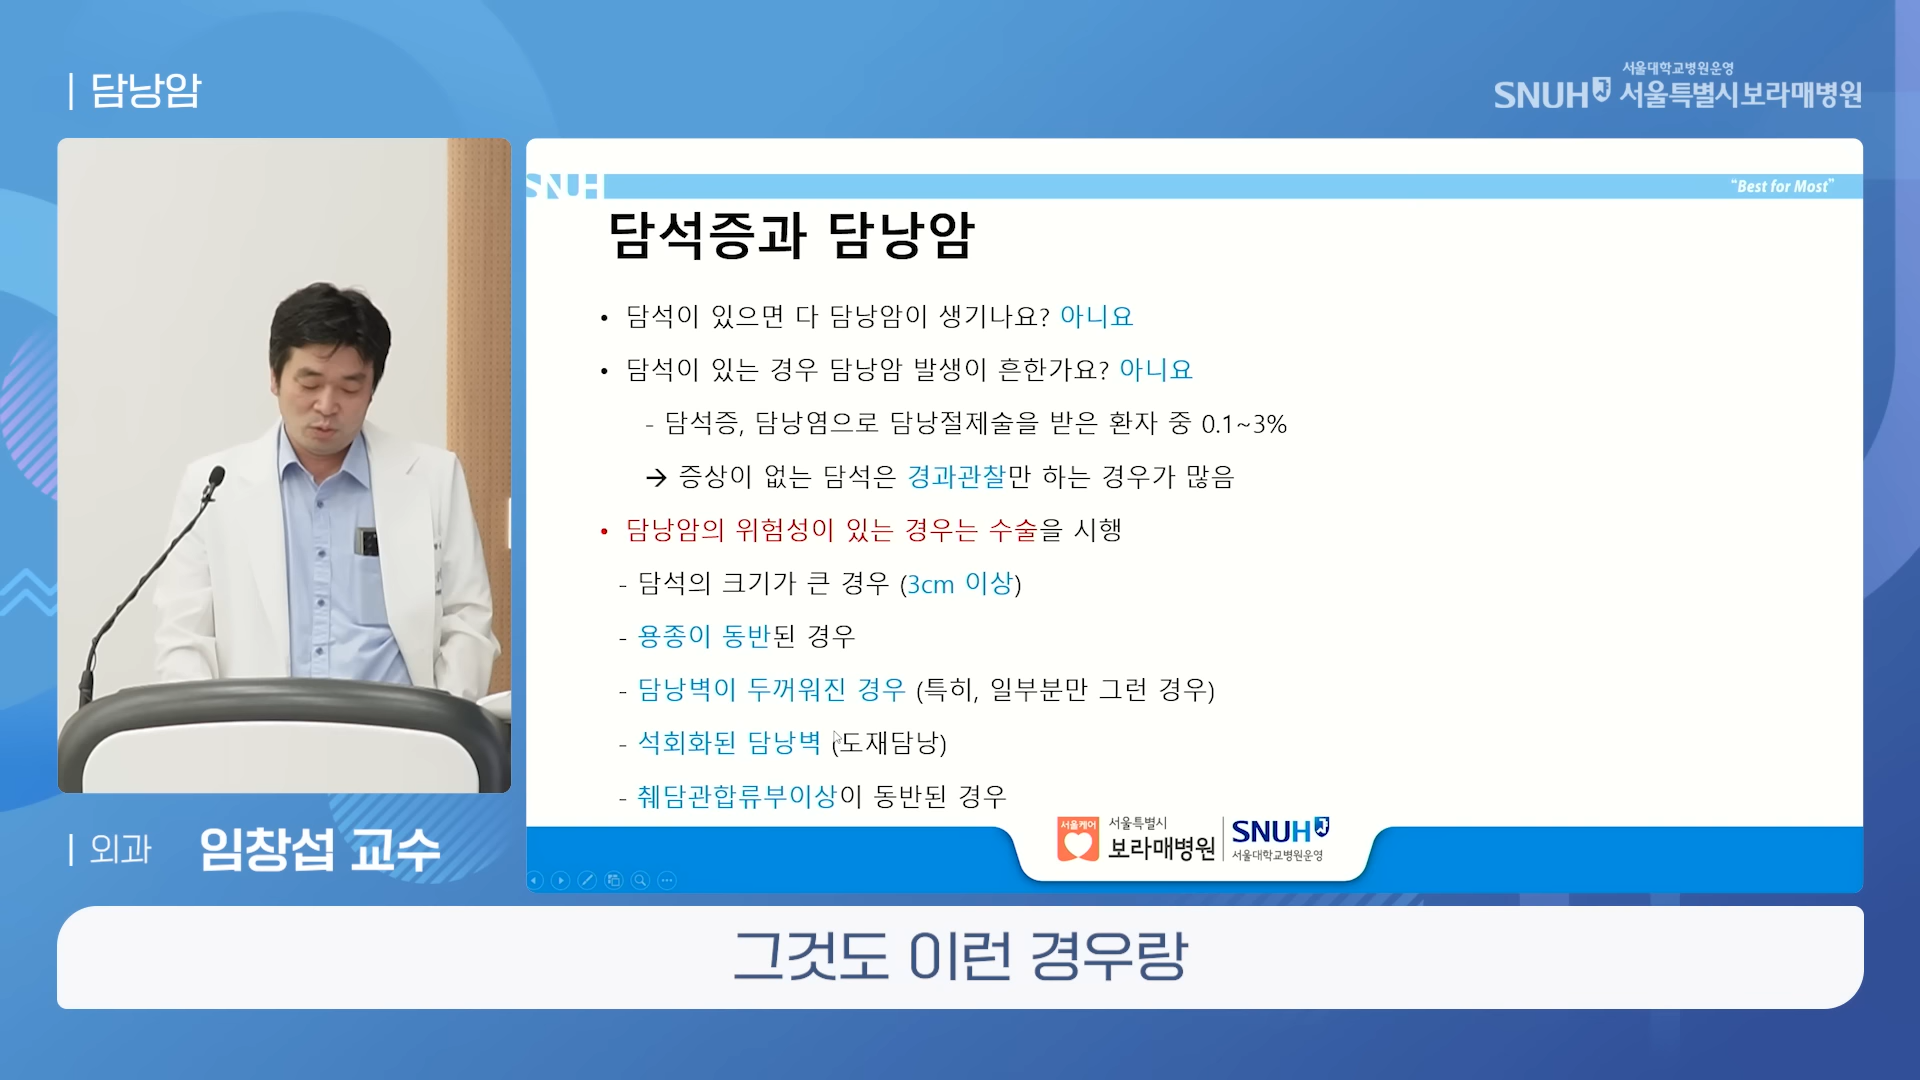 | 담낭암
서울대학교병원운영
SNUH 서울특별시보라매병원
SNUH
“Best for Most”
담석증과 담낭암
• 담석이 있으면 다 담낭암이 생기나요? 아니요
• 담석이 있는 경우 담낭암 발생이 흔한가요? 아니요
- 담석증, 담낭염으로 담낭절제술을 받은 환자 중 0.1~3%
→ 증상이 없는 담석은 경과관찰만 하는 경우가 많음
• 담낭암의 위험성이 있는 경우는 수술을 시행
- 담석의 크기가 큰 경우 (3cm 이상)
- 용종이 동반된 경우
- 담낭벽이 두꺼워진 경우 (특히, 일부분만 그런 경우)
- 석회화된 담낭벽 (도재담낭)
- 췌담관합류부이상이 동반된 경우
서울케어
서울특별시
보라매병원
SNUH
서울대학교병원운영
| 외과 임창섭 교수
그것도 이런 경우랑